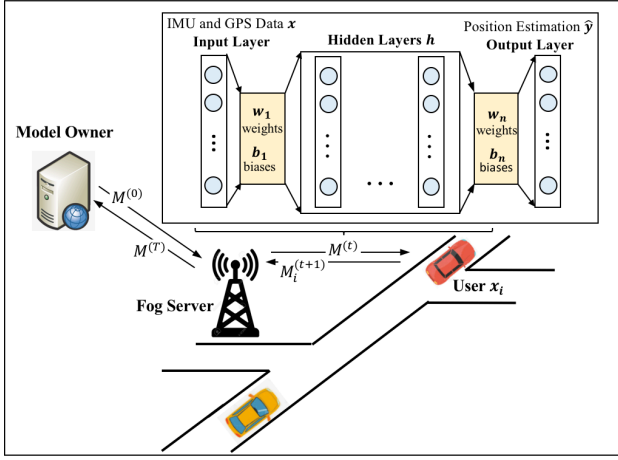 IMU and GPS Data x
Position Estimation ŷ
Input Layer
Hidden Layers h
Output Layer
w₁
weights
b₁
biases
wₙ
weights
bₙ
biases
Model Owner
M⁽⁰⁾
M⁽ᵀ⁾
M⁽ᵗ⁾
Mᵢ⁽ᵗ⁺¹⁾
Fog Server
User xᵢ